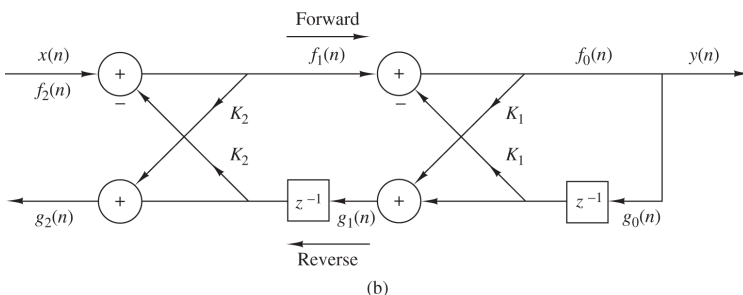 Forward
x(n)
f₂(n)
+
−
K₂
K₂
f₁(n)
+
−
K₁
K₁
f₀(n)
y(n)
+
g₂(n)
z⁻¹
g₁(n)
+
z⁻¹
g₀(n)
Reverse
(b)